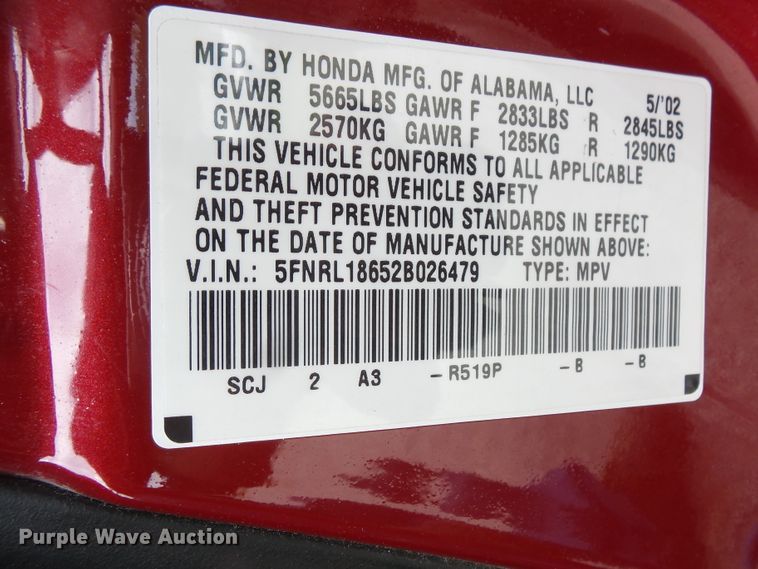 MFD. BY HONDA MFG. OF ALABAMA, LLC 5/'02
GVWR 5665LBS GAWR F 2833LBS R 2845LBS
GVWR 2570KG GAWR F 1285KG R 1290KG
THIS VEHICLE CONFORMS TO ALL APPLICABLE
FEDERAL MOTOR VEHICLE SAFETY
AND THEFT PREVENTION STANDARDS IN EFFECT
ON THE DATE OF MANUFACTURE SHOWN ABOVE:
V.I.N.: 5FNRL18652B026479 TYPE: MPV
SCJ 2 A3 -R519P -B -B
Purple Wave Auction